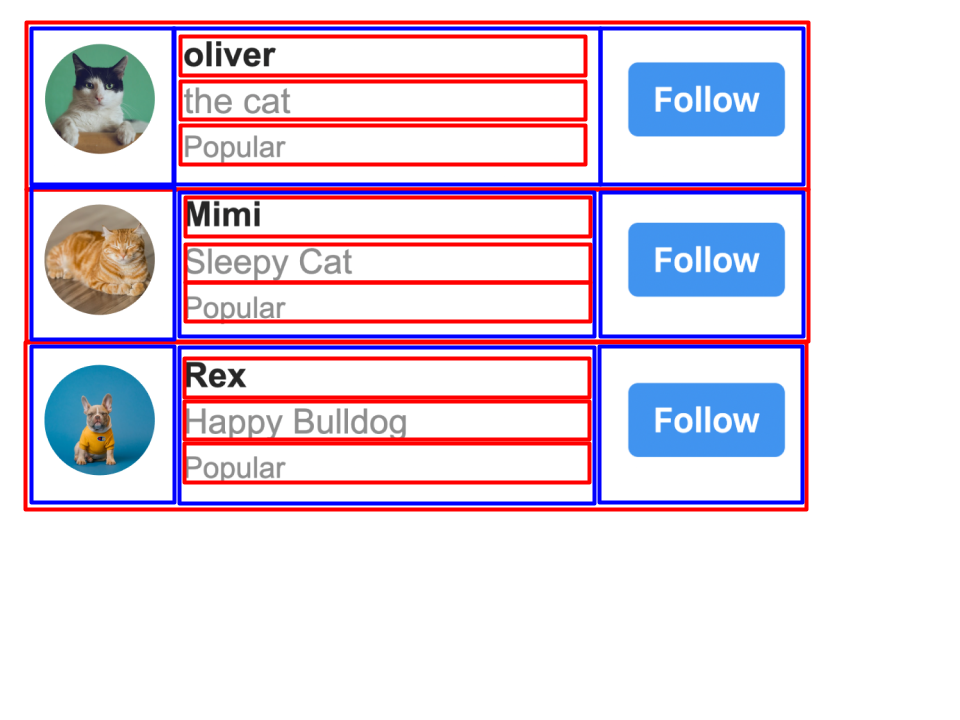 oliver
the cat
Popular
Follow
Mimi
Sleepy Cat
Popular
Follow
Rex
Happy Bulldog
Popular
Follow